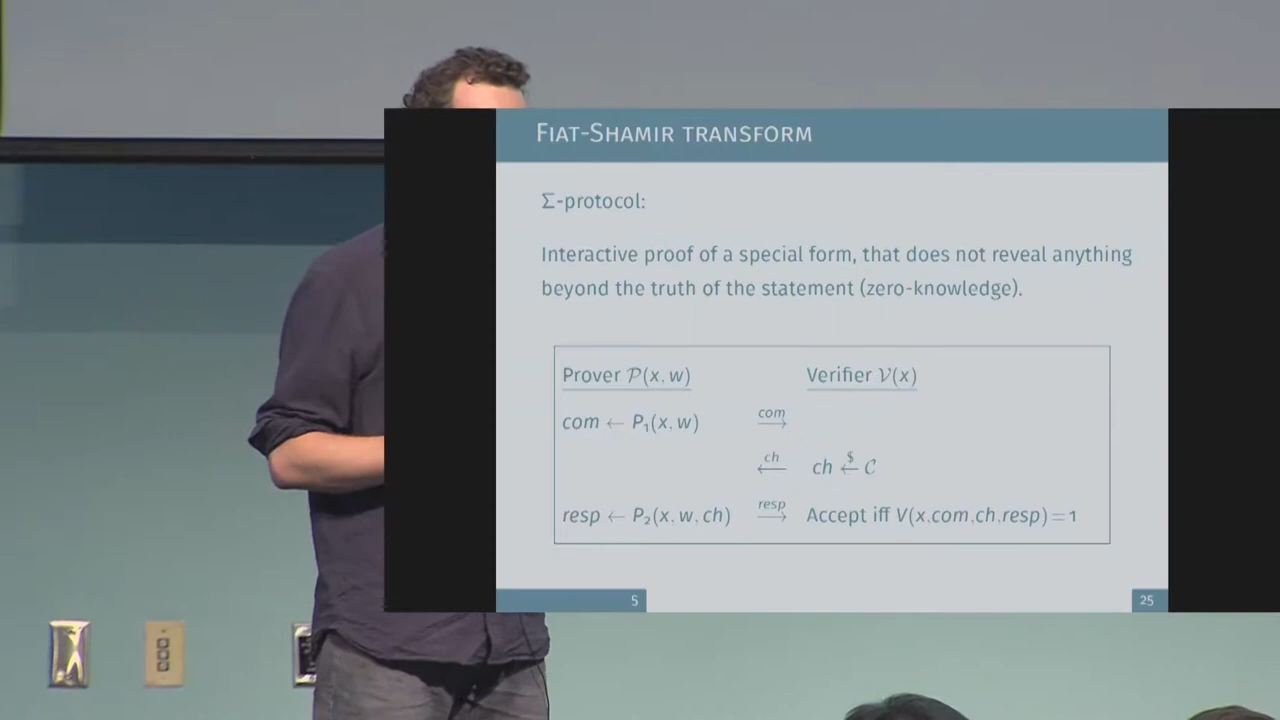 FIAT-SHAMIR TRANSFORM
Σ-protocol:
Interactive proof of a special form, that does not reveal anything
beyond the truth of the statement (zero-knowledge).
Prover 𝒫(x, w) Verifier 𝒱(x)
com ← P₁(x, w) com →
ch ← ch ←$ 𝒞
resp ← P₂(x, w, ch) resp → Accept iff V(x,com,ch,resp)=1
5 25